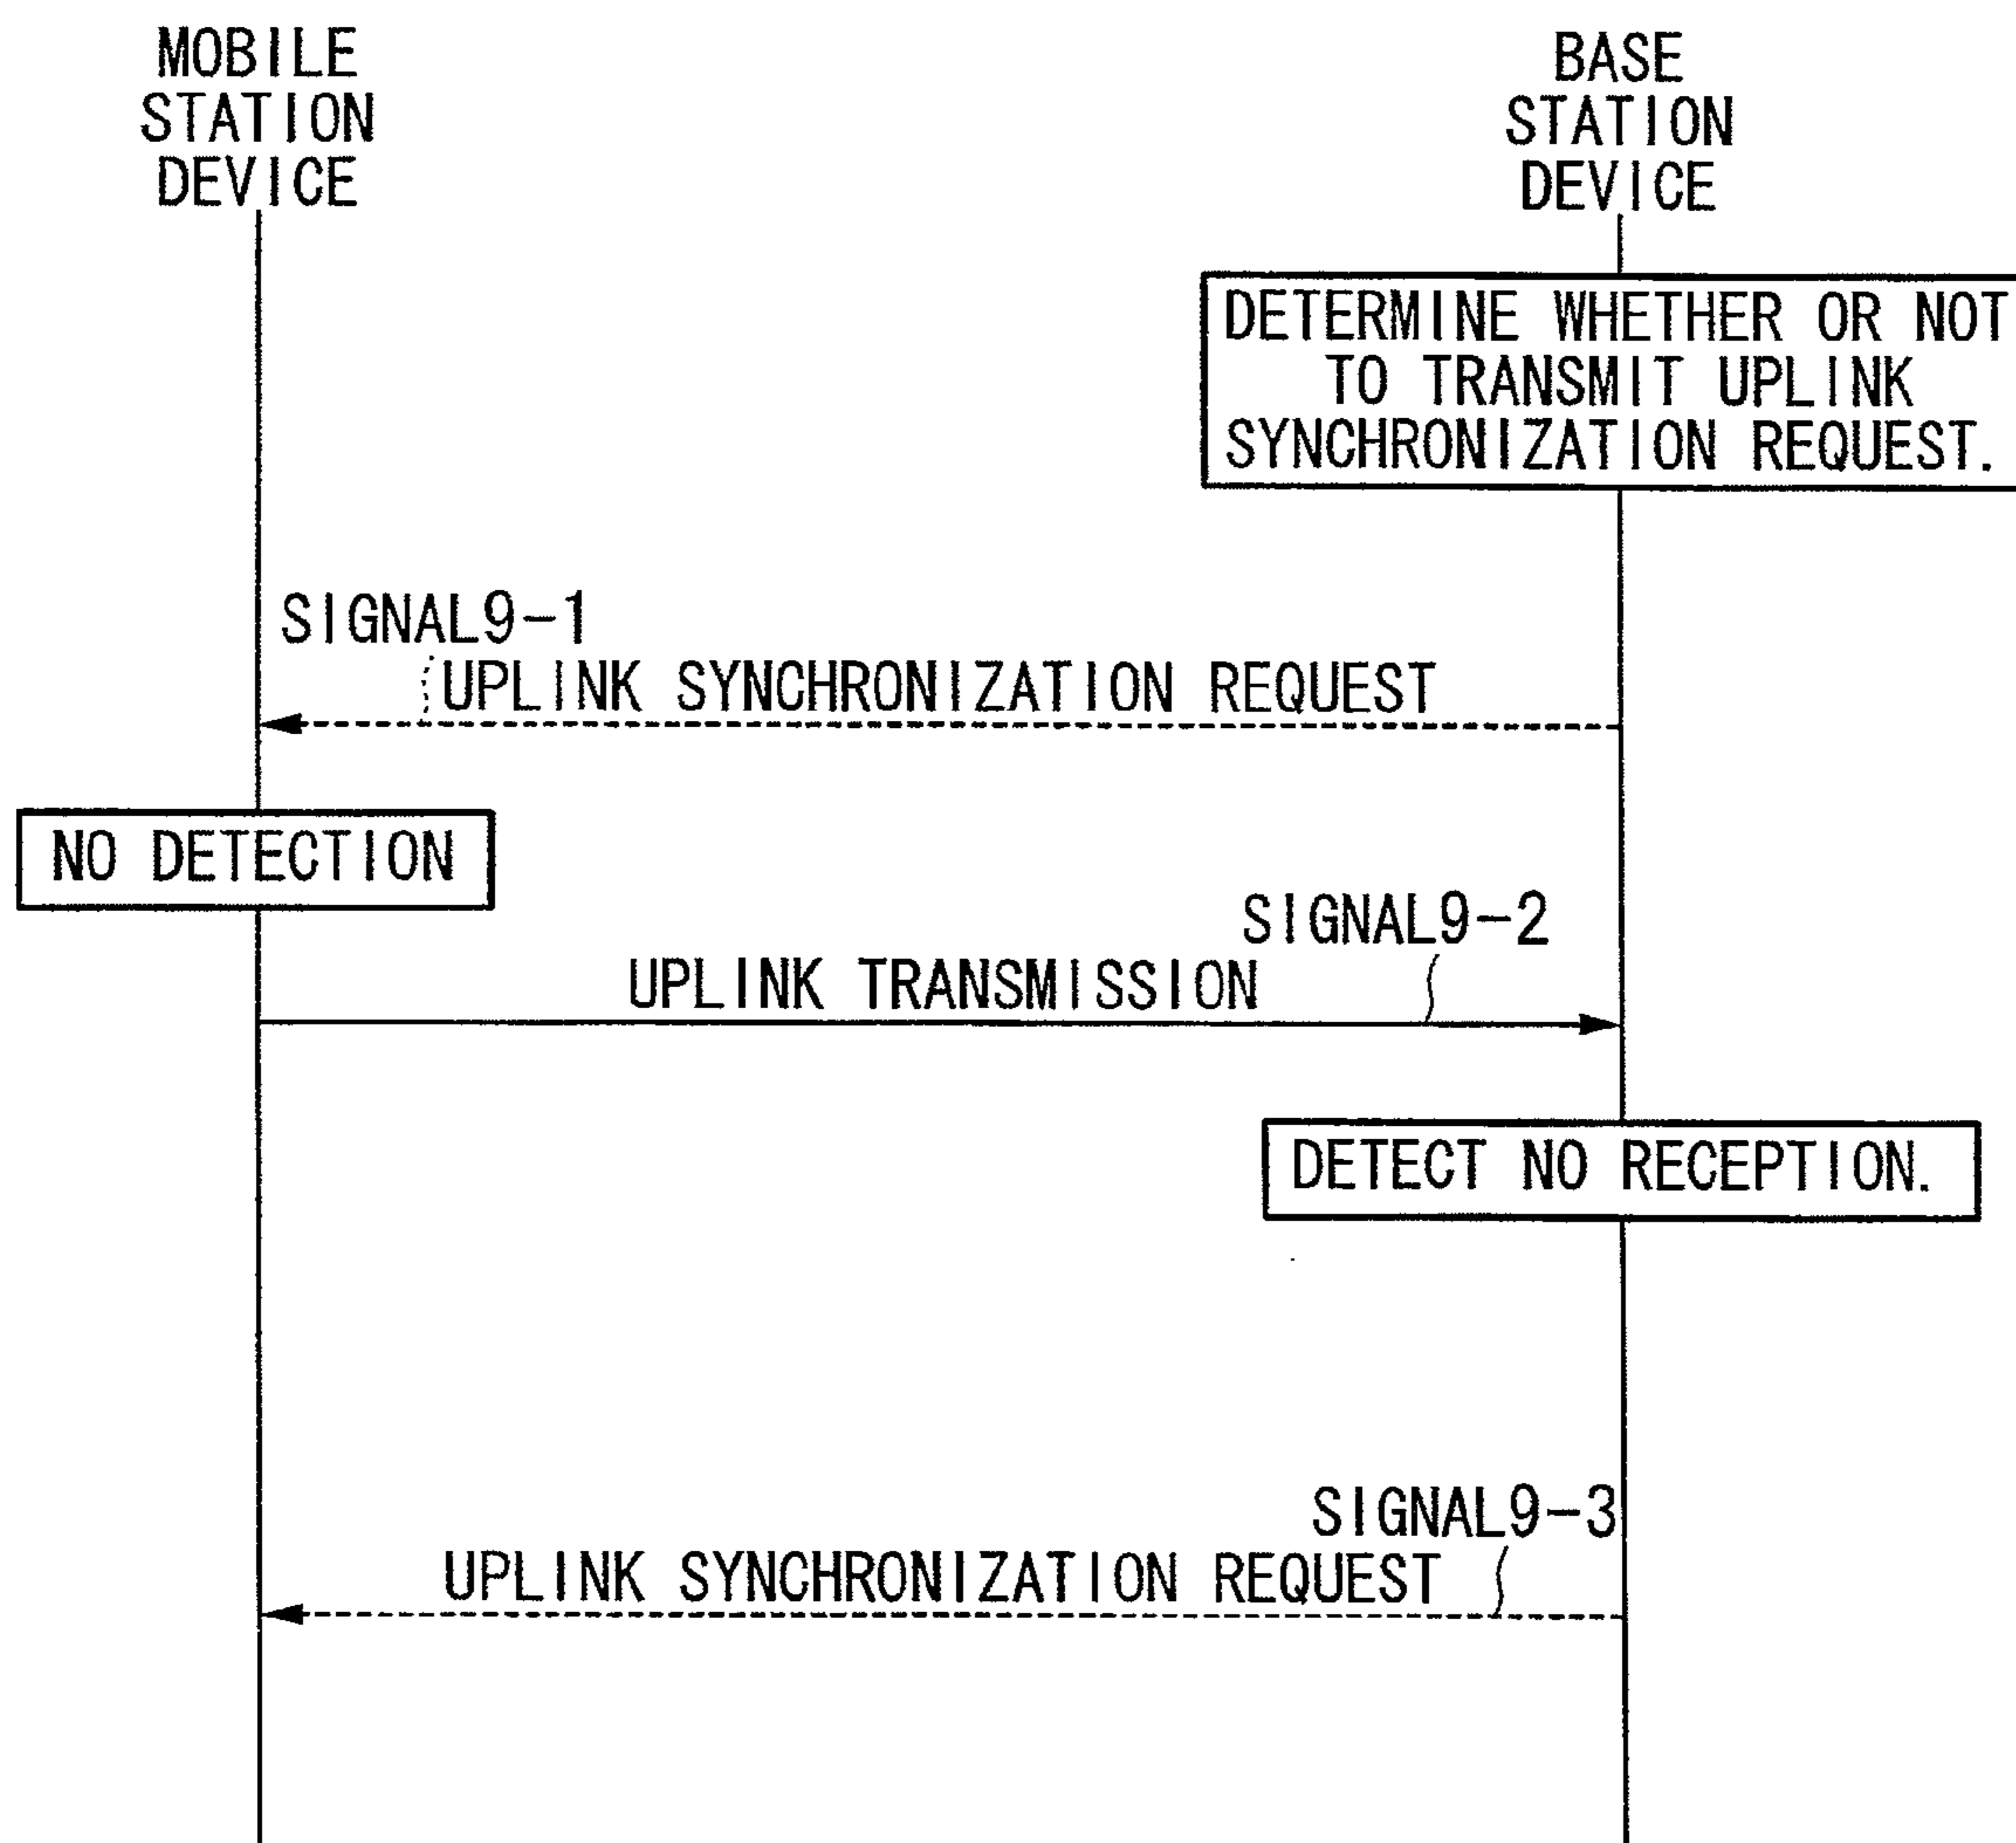 MOBILE
STATION
DEVICE
BASE
STATION
DEVICE
DETERMINE WHETHER OR NOT
TO TRANSMIT UPLINK
SYNCHRONIZATION REQUEST.
SIGNAL9-1
UPLINK SYNCHRONIZATION REQUEST
NO DETECTION
SIGNAL9-2
UPLINK TRANSMISSION
DETECT NO RECEPTION.
SIGNAL9-3
UPLINK SYNCHRONIZATION REQUEST